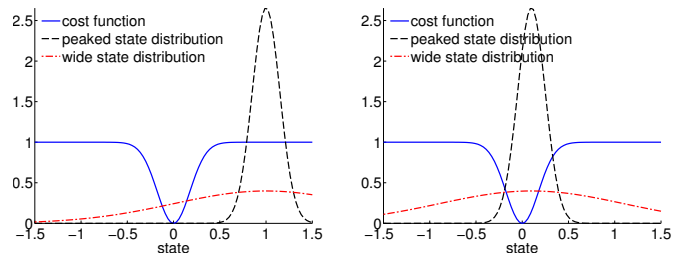 2.5
2
1.5
1
0.5
0
cost function
peaked state distribution
wide state distribution
−1.5 −1 −0.5 0 0.5 1 1.5
state
2.5
2
1.5
1
0.5
0
cost function
peaked state distribution
wide state distribution
−1.5 −1 −0.5 0 0.5 1 1.5
state